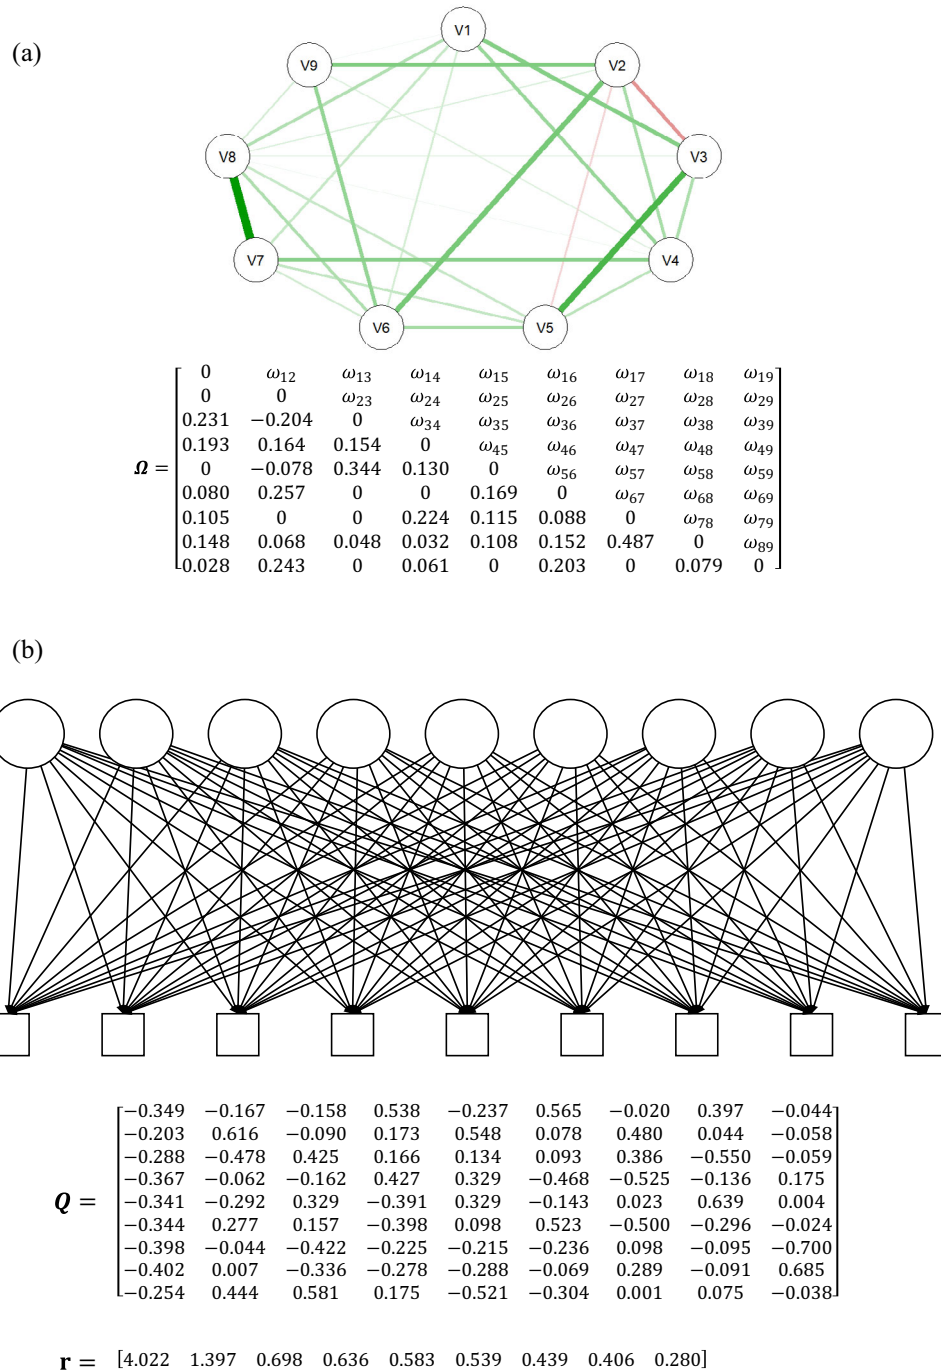 (a)
V1
V9
V2
V8
V3
V7
V4
V6
V5
0 ω₁₂ ω₁₃ ω₁₄ ω₁₅ ω₁₆ ω₁₇ ω₁₈ ω₁₉
0 0 ω₂₃ ω₂₄ ω₂₅ ω₂₆ ω₂₇ ω₂₈ ω₂₉
0.231 −0.204 0 ω₃₄ ω₃₅ ω₃₆ ω₃₇ ω₃₈ ω₃₉
0.193 0.164 0.154 0 ω₄₅ ω₄₆ ω₄₇ ω₄₈ ω₄₉
Ω = 0 −0.078 0.344 0.130 0 ω₅₆ ω₅₇ ω₅₈ ω₅₉
0.080 0.257 0 0 0.169 0 ω₆₇ ω₆₈ ω₆₉
0.105 0 0 0.224 0.115 0.088 0 ω₇₈ ω₇₉
0.148 0.068 0.048 0.032 0.108 0.152 0.487 0 ω₈₉
0.028 0.243 0 0.061 0 0.203 0 0.079 0
(b)
−0.349 −0.167 −0.158 0.538 −0.237 0.565 −0.020 0.397 −0.044
−0.203 0.616 −0.090 0.173 0.548 0.078 0.480 0.044 −0.058
−0.288 −0.478 0.425 0.166 0.134 0.093 0.386 −0.550 −0.059
−0.367 −0.062 −0.162 0.427 0.329 −0.468 −0.525 −0.136 0.175
Q = −0.341 −0.292 0.329 −0.391 0.329 −0.143 0.023 0.639 0.004
−0.344 0.277 0.157 −0.398 0.098 0.523 −0.500 −0.296 −0.024
−0.398 −0.044 −0.422 −0.225 −0.215 −0.236 0.098 −0.095 −0.700
−0.402 0.007 −0.336 −0.278 −0.288 −0.069 0.289 −0.091 0.685
−0.254 0.444 0.581 0.175 −0.521 −0.304 0.001 0.075 −0.038
r = [4.022 1.397 0.698 0.636 0.583 0.539 0.439 0.406 0.280]